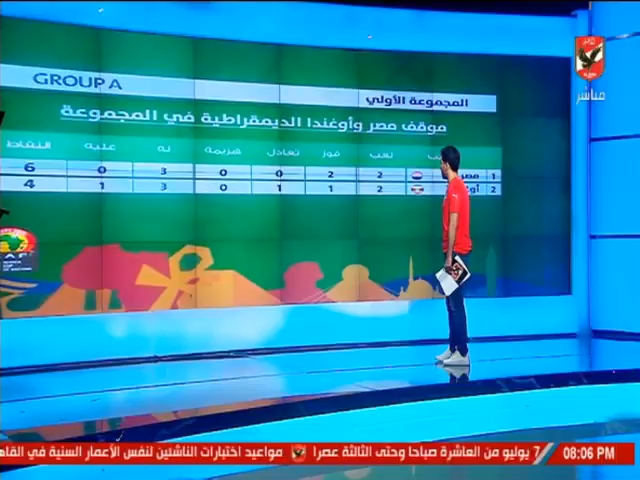 مباشر
GROUP A
المجموعة الأولي
موقف مصر وأوغندا الديمقراطية في المجموعة
لعب فوز تعادل هزيمة له عليه النقاط
1 مصر 2 2 0 0 3 0 6
2 2 1 1 0 3 1 4
7 يوليو من العاشرة صباحا وحتى الثالثة عصرا مواعيد اختبارات الناشئين لنفس الأعمار السنية في القاه
08:06 PM